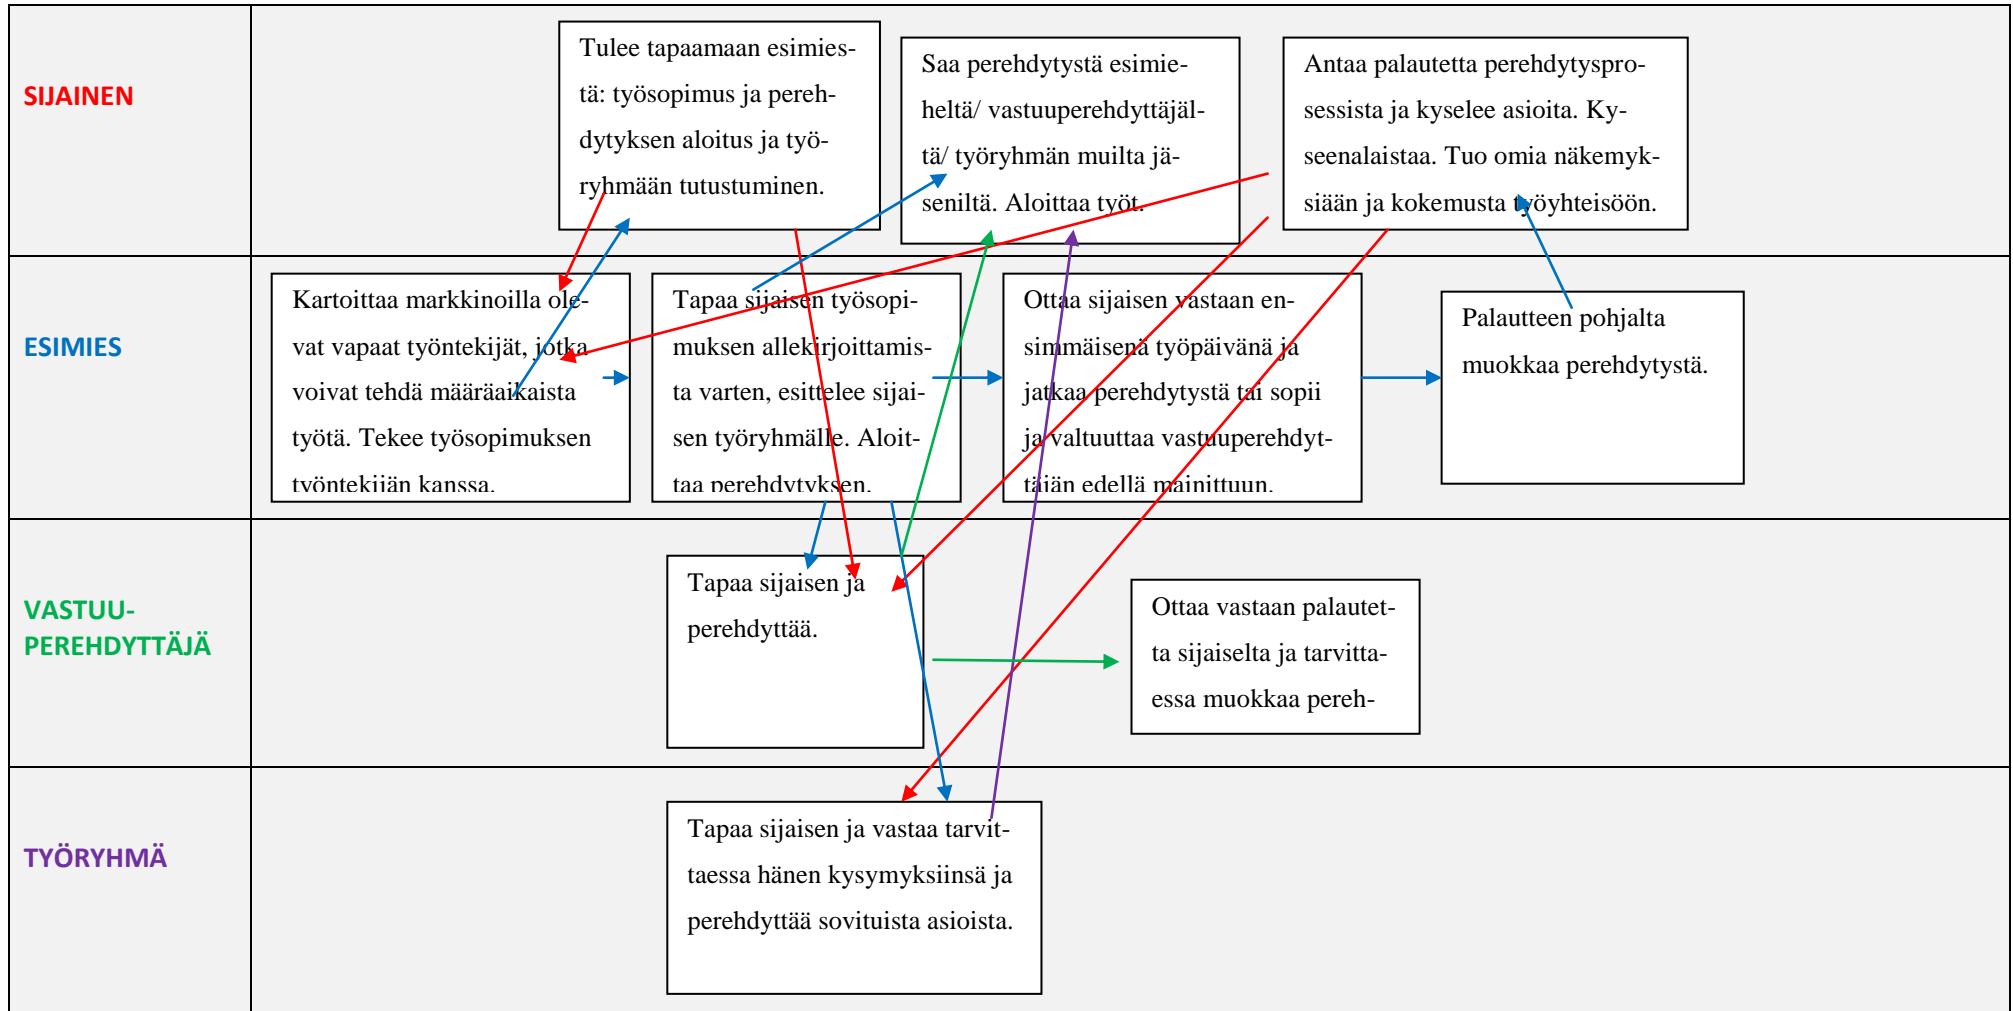 SIJAINEN
Tulee tapaamaan esimies-
tä: työsopimus ja pereh-
dytyksen aloitus ja työ-
ryhmään tutustuminen.
Saa perehdytystä esimie-
heltä/ vastuuperehdyttäjäl-
tä/ työryhmän muilta jä-
seniltä. Aloittaa työt.
Antaa palautetta perehdytyspro-
sessista ja kyselee asioita. Ky-
seenalaistaa. Tuo omia näkemyk-
siään ja kokemusta työyhteisöön.
ESIMIES
Kartoittaa markkinoilla ole-
vat vapaat työntekijät, jotka
voivat tehdä määräaikaista
työtä. Tekee työsopimuksen
työntekijän kanssa.
Tapaa sijaisen työsopi-
muksen allekirjoittamis-
ta varten, esittelee sijai-
sen työryhmälle. Aloit-
taa perehdytyksen.
Ottaa sijaisen vastaan en-
simmäisenä työpäivänä ja
jatkaa perehdytystä tai sopii
ja valtuuttaa vastuuperehdyt-
täjän edellä mainittuun.
Palautteen pohjalta
muokkaa perehdytystä.
VASTUU-
PEREHDYTTÄJÄ
Tapaa sijaisen ja
perehdyttää.
Ottaa vastaan palautet-
ta sijaiselta ja tarvitta-
essa muokkaa pereh-
TYÖRYHMÄ
Tapaa sijaisen ja vastaa tarvit-
taessa hänen kysymyksiinsä ja
perehdyttää sovituista asioista.